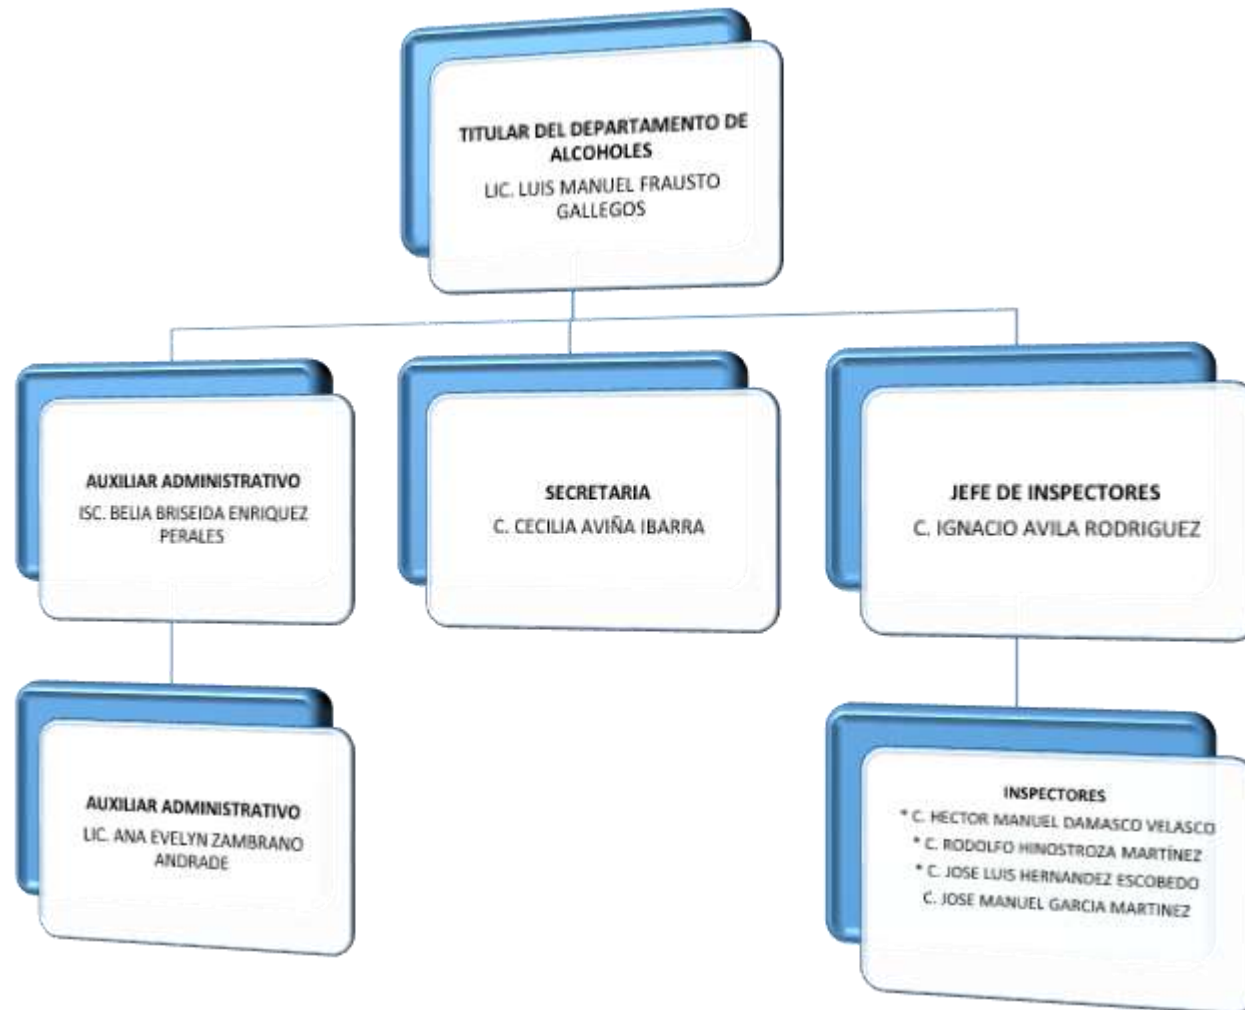 TITULAR DEL DEPARTAMENTO DE
ALCOHOLES
LIC. LUIS MANUEL FRAUSTO
GALLEGOS
AUXILIAR ADMINISTRATIVO
ISC. BELIA BRISEIDA ENRIQUEZ
PERALES
SECRETARIA
C. CECILIA AVIÑA IBARRA
JEFE DE INSPECTORES
C. IGNACIO AVILA RODRIGUEZ
AUXILIAR ADMINISTRATIVO
LIC. ANA EVELYN ZAMBRANO
ANDRADE
INSPECTORES
* C. HECTOR MANUEL DAMASCO VELASCO
* C. RODOLFO HINOSTROZA MARTÍNEZ
* C. JOSE LUIS HERNANDEZ ESCOBEDO
C. JOSE MANUEL GARCIA MARTINEZ